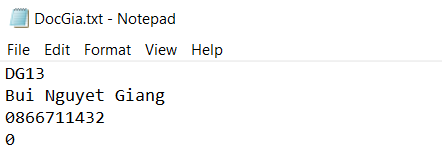 DocGia.txt - Notepad
File Edit Format View Help
DG13
Bui Nguyet Giang
0866711432
0